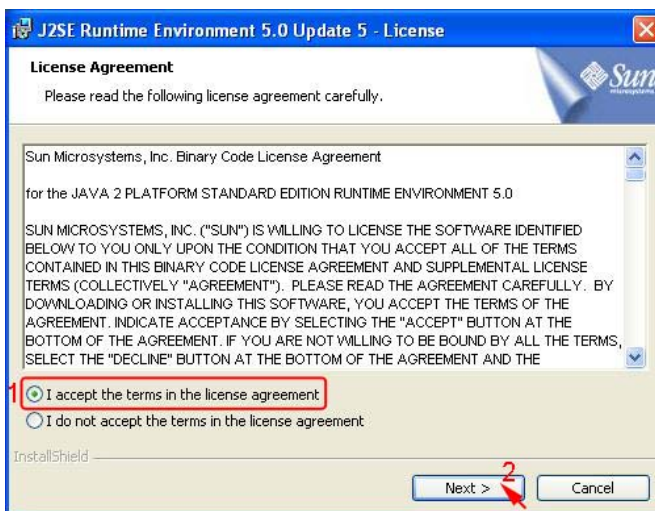 J2SE Runtime Environment 5.0 Update 5 - License
License Agreement
Please read the following license agreement carefully.
Sun
microsystems
Sun Microsystems, Inc. Binary Code License Agreement
for the JAVA 2 PLATFORM STANDARD EDITION RUNTIME ENVIRONMENT 5.0
SUN MICROSYSTEMS, INC. ("SUN") IS WILLING TO LICENSE THE SOFTWARE IDENTIFIED
BELOW TO YOU ONLY UPON THE CONDITION THAT YOU ACCEPT ALL OF THE TERMS
CONTAINED IN THIS BINARY CODE LICENSE AGREEMENT AND SUPPLEMENTAL LICENSE
TERMS (COLLECTIVELY "AGREEMENT"). PLEASE READ THE AGREEMENT CAREFULLY. BY
DOWNLOADING OR INSTALLING THIS SOFTWARE, YOU ACCEPT THE TERMS OF THE
AGREEMENT. INDICATE ACCEPTANCE BY SELECTING THE "ACCEPT" BUTTON AT THE
BOTTOM OF THE AGREEMENT. IF YOU ARE NOT WILLING TO BE BOUND BY ALL THE TERMS,
SELECT THE "DECLINE" BUTTON AT THE BOTTOM OF THE AGREEMENT AND THE
1 I accept the terms in the license agreement
I do not accept the terms in the license agreement
InstallShield
2
Next > Cancel